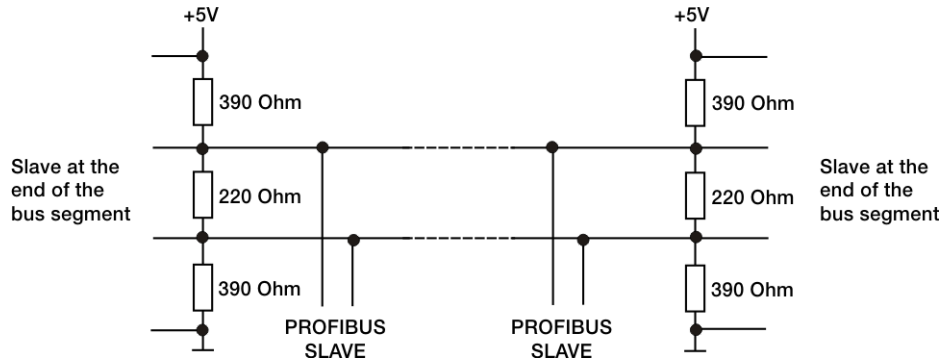 +5V
+5V
390 Ohm
390 Ohm
Slave at the
end of the
bus segment
220 Ohm
220 Ohm
Slave at the
end of the
bus segment
390 Ohm
390 Ohm
PROFIBUS
SLAVE
PROFIBUS
SLAVE